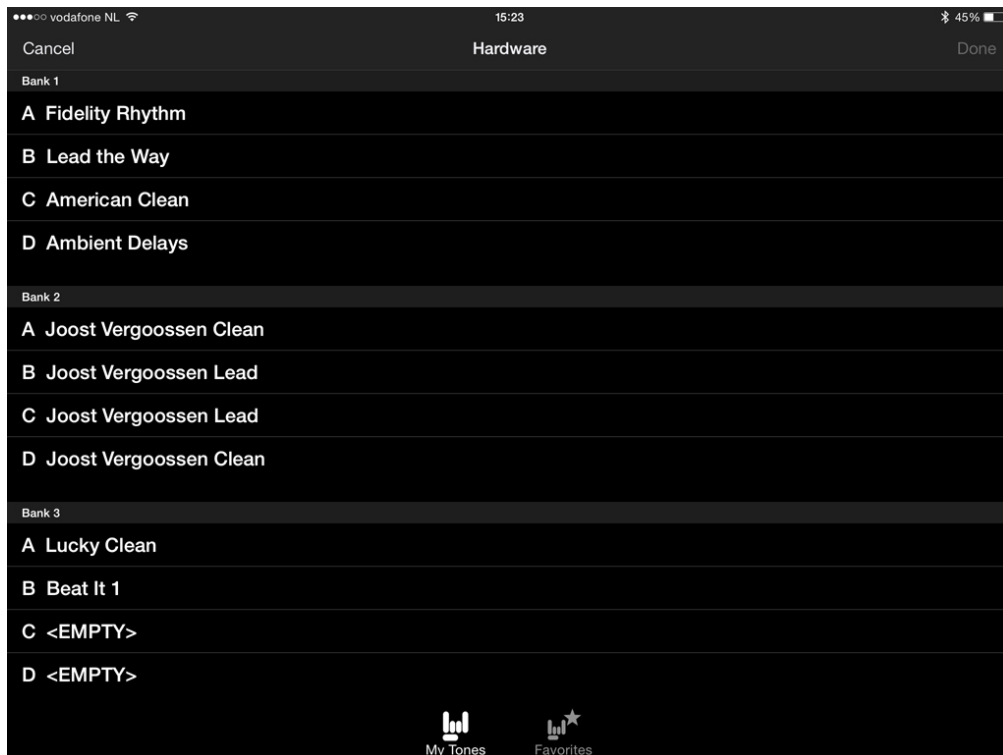 vodafone NL 15:23 45%
Cancel Hardware Done
Bank 1
A Fidelity Rhythm
B Lead the Way
C American Clean
D Ambient Delays
Bank 2
A Joost Vergoossen Clean
B Joost Vergoossen Lead
C Joost Vergoossen Lead
D Joost Vergoossen Clean
Bank 3
A Lucky Clean
B Beat It 1
C <EMPTY>
D <EMPTY>
My Tones Favorites